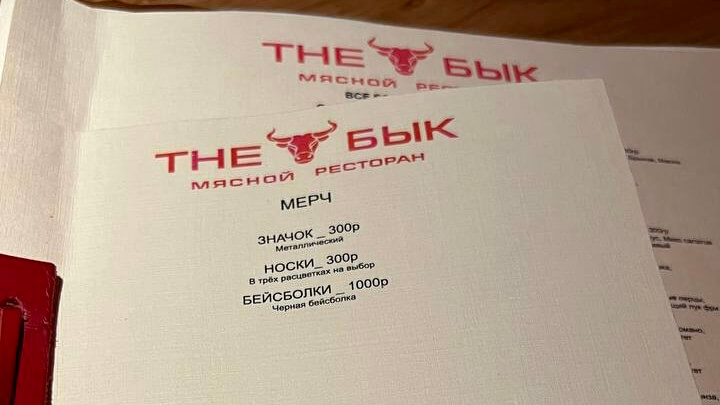 THE БЫК
МЯСНОЙ РЕСТОРАН
THE БЫК
МЯСНОЙ РЕСТОРАН
МЕРЧ
ЗНАЧОК _ 300р
Металлический
НОСКИ_ 300р
В трёх расцветках на выбор
БЕЙСБОЛКИ _ 1000р
Черная бейсболка